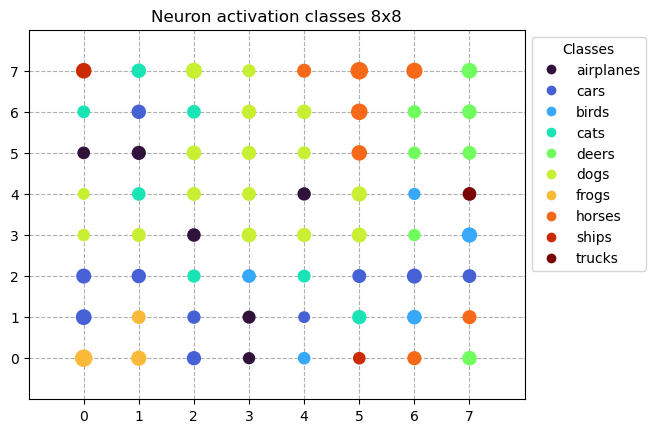 Neuron activation classes 8x8
7
6
5
4
3
2
1
0
0 1 2 3 4 5 6 7
Classes
airplanes
cars
birds
cats
deers
dogs
frogs
horses
ships
trucks